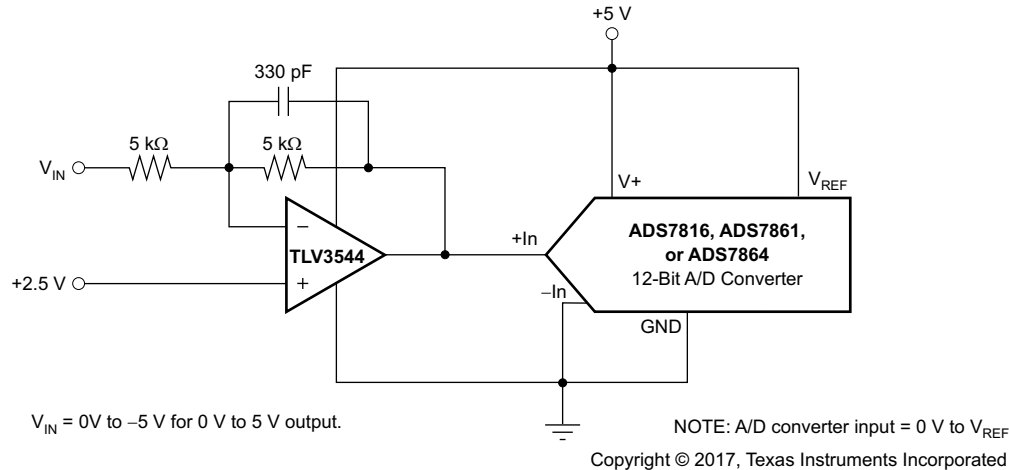 +5 V
330 pF
5 kΩ
5 kΩ
V_IN
V+
V_REF
−
TLV3544
+
+2.5 V
+In
−In
ADS7816, ADS7861,
or ADS7864
12-Bit A/D Converter
GND
V_IN = 0V to −5 V for 0 V to 5 V output.
NOTE: A/D converter input = 0 V to V_REF
Copyright © 2017, Texas Instruments Incorporated